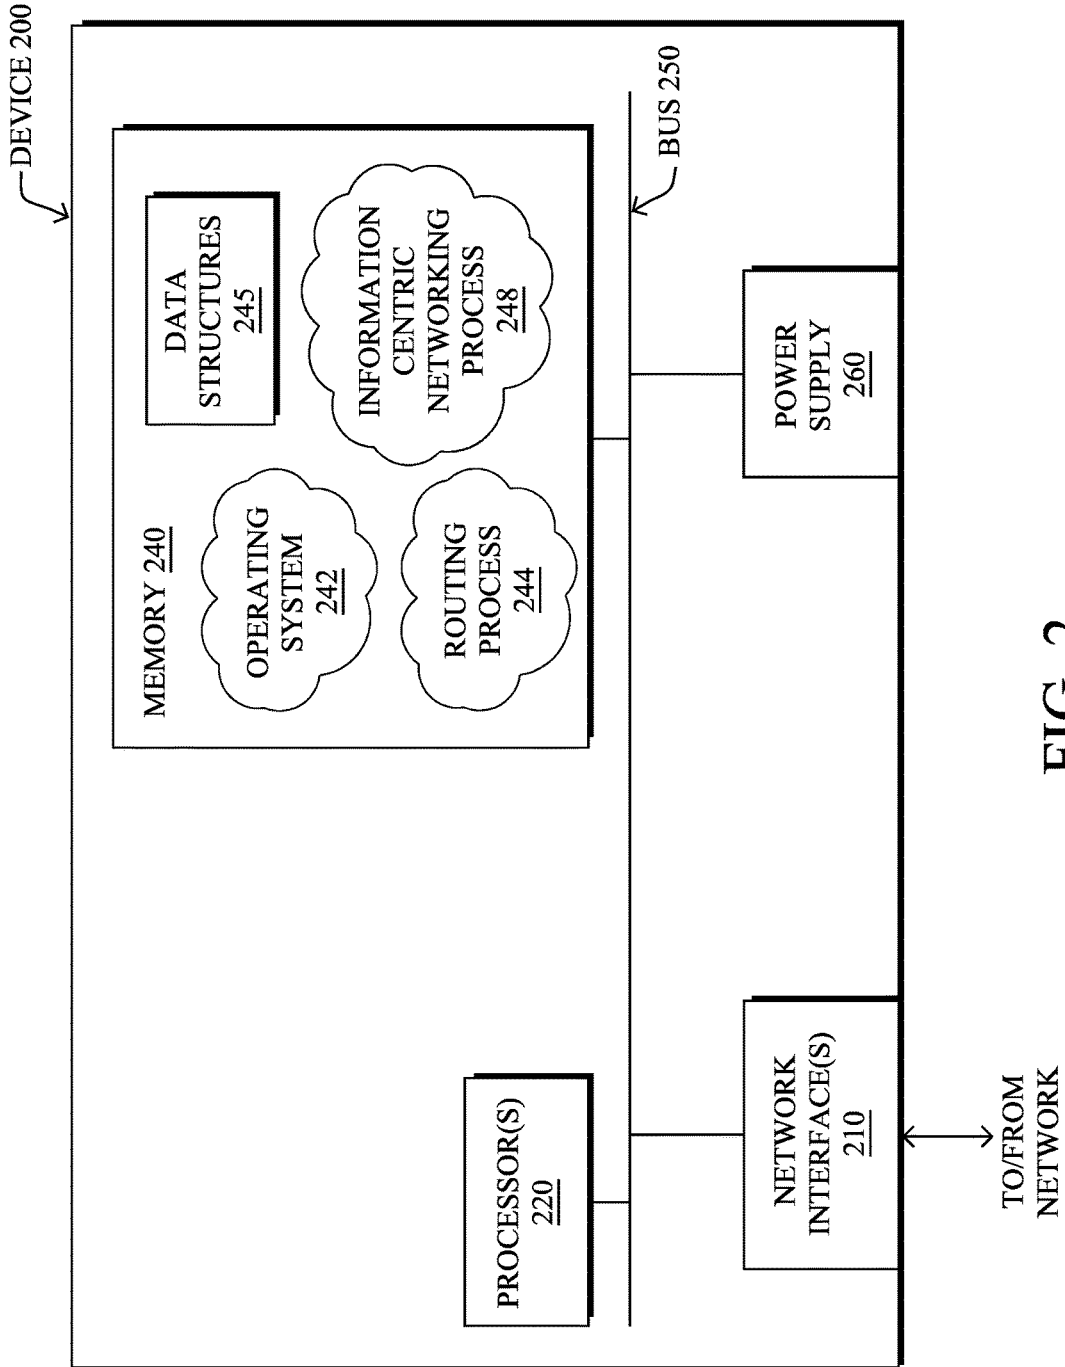 DEVICE 200
MEMORY 240
OPERATING
SYSTEM
242
DATA
STRUCTURES
245
ROUTING
PROCESS
244
INFORMATION
CENTRIC
NETWORKING
PROCESS
248
PROCESSOR(S)
220
BUS 250
NETWORK
INTERFACE(S)
210
POWER
SUPPLY
260
TO/FROM
NETWORK
FIG. 2